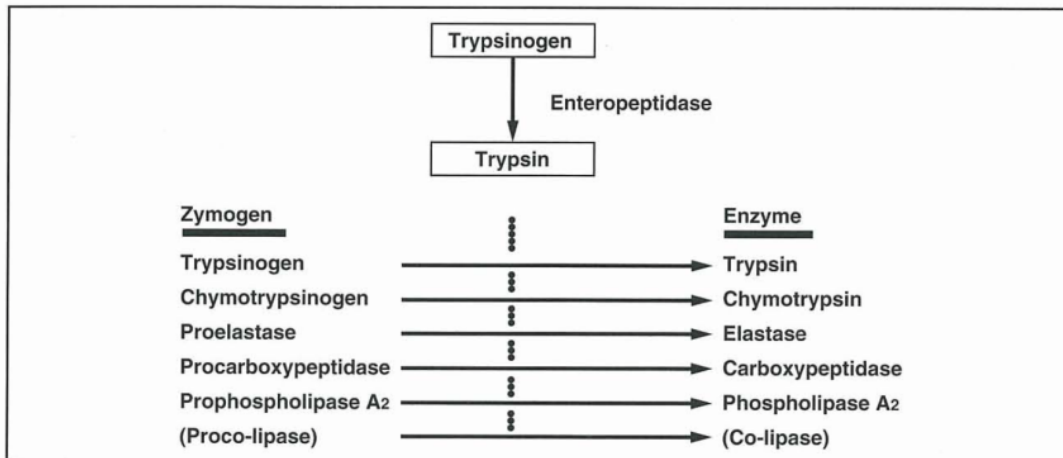 Trypsinogen
Enteropeptidase
Trypsin
Zymogen Enzyme
Trypsinogen Trypsin
Chymotrypsinogen Chymotrypsin
Proelastase Elastase
Procarboxypeptidase Carboxypeptidase
Prophospholipase A2 Phospholipase A2
(Proco-lipase) (Co-lipase)